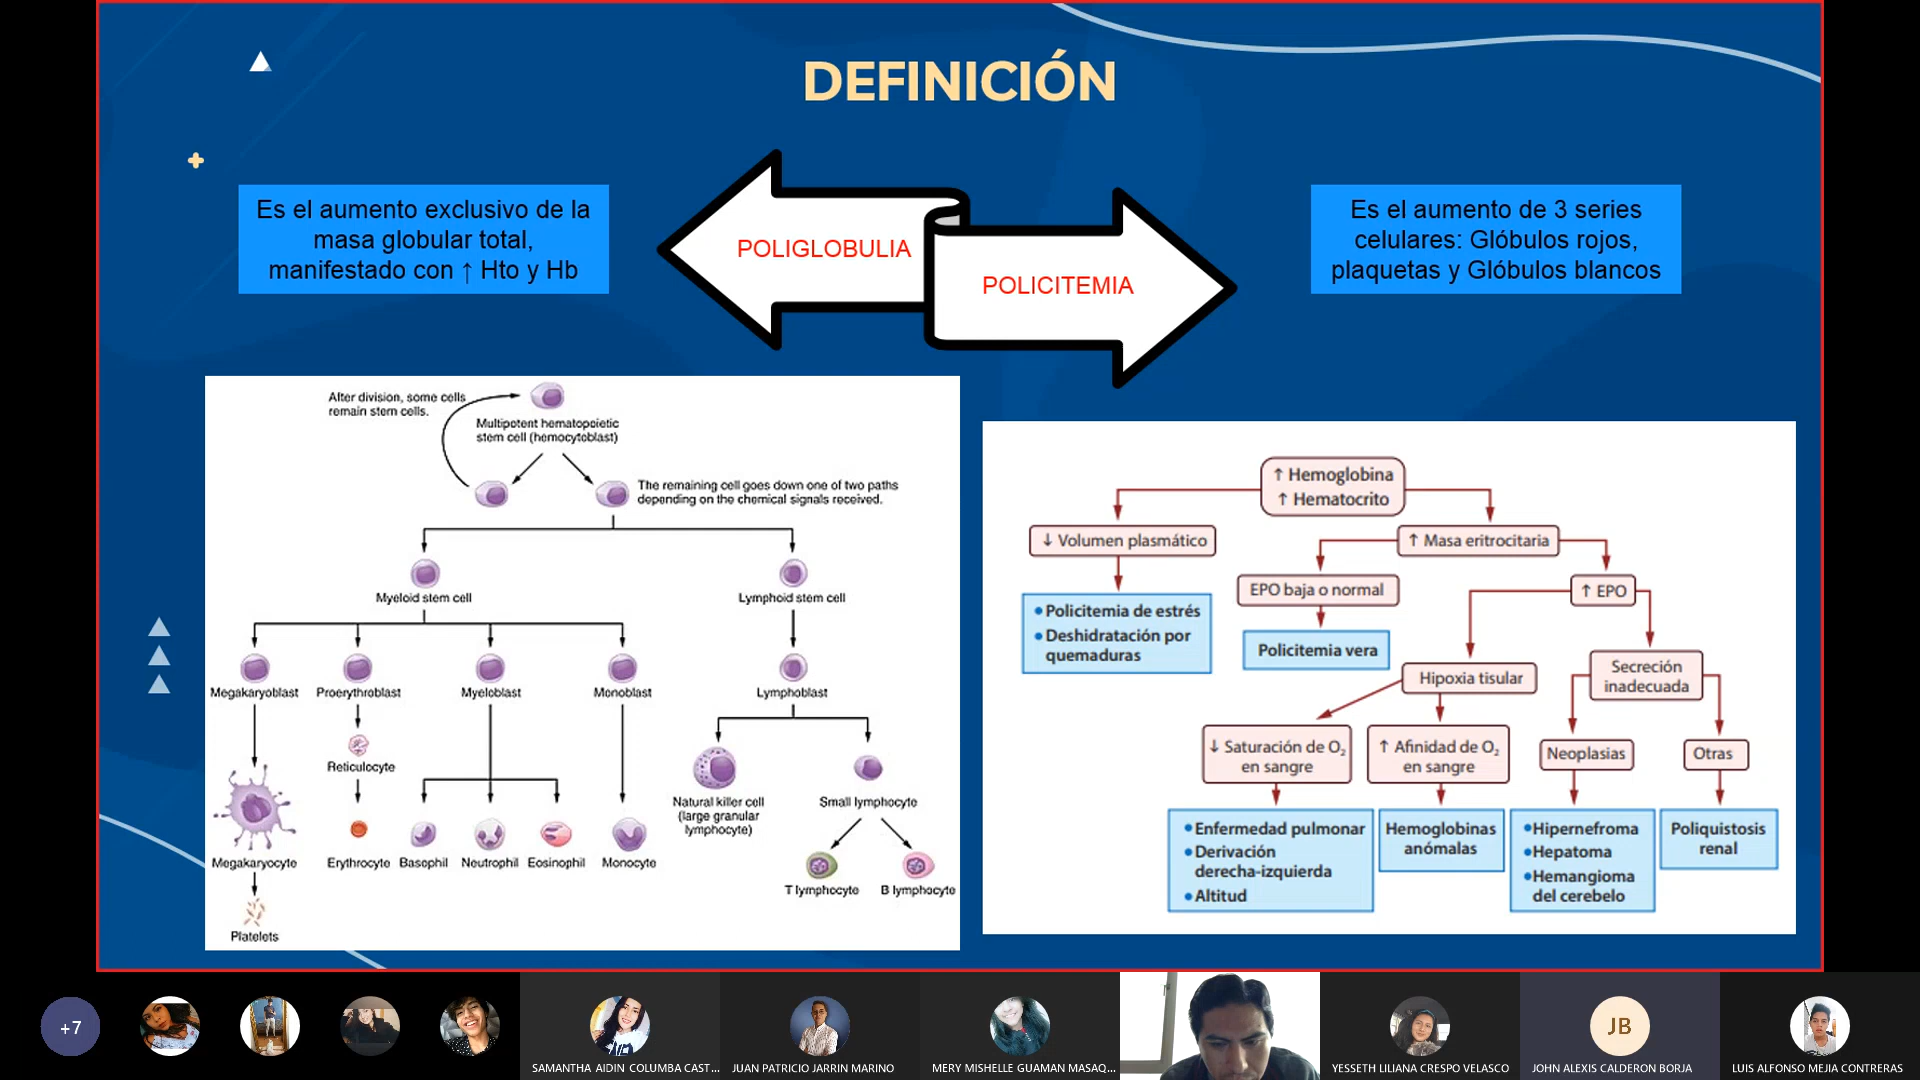 DEFINICIÓN
Es el aumento exclusivo de la
masa globular total,
manifestado con ↑ Hto y Hb
POLIGLOBULIA
POLICITEMIA
Es el aumento de 3 series
celulares: Glóbulos rojos,
plaquetas y Glóbulos blancos
After division, some cells
remain stem cells.
Multipotent hematopoietic
stem cell (hemocytoblast)
The remaining cell goes down one of two paths
depending on the chemical signals received.
Myeloid stem cell
Lymphoid stem cell
Megakaryoblast
Proerythroblast
Myeloblast
Monoblast
Lymphoblast
Reticulocyte
Natural killer cell
(large granular
lymphocyte)
Small lymphocyte
Megakaryocyte
Erythrocyte
Basophil
Neutrophil
Eosinophil
Monocyte
T lymphocyte
B lymphocyte
Platelets
↑ Hemoglobina
↑ Hematocrito
↓ Volumen plasmático
↑ Masa eritrocitaria
• Policitemia de estrés
• Deshidratación por
quemaduras
EPO baja o normal
↑ EPO
Policitemia vera
Hipoxia tisular
Secreción
inadecuada
↓ Saturación de O₂
en sangre
↑ Afinidad de O₂
en sangre
Neoplasias
Otras
• Enfermedad pulmonar
• Derivación
derecha-izquierda
• Altitud
Hemoglobinas
anómalas
• Hipernefroma
• Hepatoma
• Hemangioma
del cerebelo
Poliquistosis
renal
+7
SAMANTHA AIDIN COLUMBA CAST...
JUAN PATRICIO JARRIN MARINO
MERY MISHELLE GUAMAN MASAQ...
YESSETH LILIANA CRESPO VELASCO
JB
JOHN ALEXIS CALDERON BORJA
LUIS ALFONSO MEJIA CONTRERAS